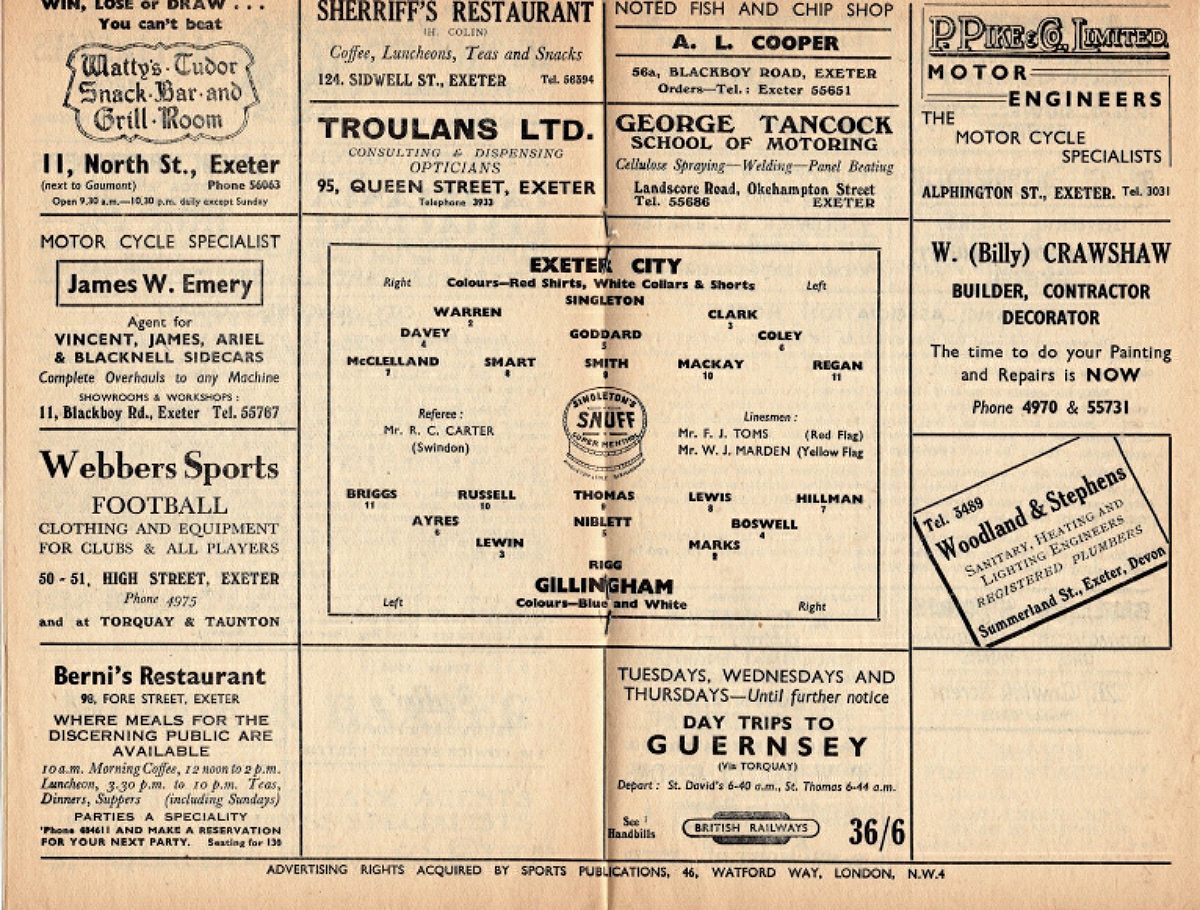 WIN, LOSE or DRAW . . .
You can't beat
Watty's Tudor
Snack-Bar and
Grill-Room
11, North St., Exeter
(next to Gaumont) Phone 56063
Open 9.30 a.m.—10.30 p.m. daily except Sunday
SHERRIFF'S RESTAURANT
(H. COLIN)
Coffee, Luncheons, Teas and Snacks
124. SIDWELL ST., EXETER Tel. 56394
TROULANS LTD.
CONSULTING & DISPENSING
OPTICIANS
95, QUEEN STREET, EXETER
Telephone 3933
NOTED FISH AND CHIP SHOP
A. L. COOPER
56a, BLACKBOY ROAD, EXETER
Orders—Tel.: Exeter 55651
GEORGE TANCOCK
SCHOOL OF MOTORING
Cellulose Spraying—Welding—Panel Beating
Landscore Road, Okehampton Street
Tel. 55686 EXETER
P. PIKE & Co. LIMITED.
MOTOR
ENGINEERS
THE
MOTOR CYCLE
SPECIALISTS
ALPHINGTON ST., EXETER. Tel. 3031
MOTOR CYCLE SPECIALIST
James W. Emery
Agent for
VINCENT, JAMES, ARIEL
& BLACKNELL SIDECARS
Complete Overhauls to any Machine
SHOWROOMS & WORKSHOPS :
11, Blackboy Rd., Exeter Tel. 55767
Webbers Sports
FOOTBALL
CLOTHING AND EQUIPMENT
FOR CLUBS & ALL PLAYERS
50 - 51, HIGH STREET, EXETER
Phone 4975
and at TORQUAY & TAUNTON
Berni's Restaurant
98, FORE STREET, EXETER
WHERE MEALS FOR THE
DISCERNING PUBLIC ARE
AVAILABLE
10 a.m. Morning Coffee, 12 noon to 2 p.m.
Luncheon, 3.30 p.m. to 10 p.m. Teas,
Dinners, Suppers (including Sundays)
PARTIES A SPECIALITY
'Phone 484611 AND MAKE A RESERVATION
FOR YOUR NEXT PARTY. Seating for 130
EXETER CITY
Right Colours—Red Shirts, White Collars & Shorts Left
SINGLETON
WARREN CLARK
2 3
DAVEY GODDARD COLEY
4 5 6
McCLELLAND SMART SMITH MACKAY REGAN
7 8 9 10 11
Referee : Linesmen :
Mr. R. C. CARTER Mr. F. J. TOMS (Red Flag)
(Swindon) Mr. W. J. MARDEN (Yellow Flag
SINGLETON'S
SNUFF
SUPER MENTHOL
BRIGGS RUSSELL THOMAS LEWIS HILLMAN
11 10 9 8 7
AYRES NIBLETT BOSWELL
6 5 4
LEWIN MARKS
3 2
RIGG
GILLINGHAM
Left Colours—Blue and White Right
TUESDAYS, WEDNESDAYS AND
THURSDAYS—Until further notice
DAY TRIPS TO
GUERNSEY
(Via TORQUAY)
Depart : St. David's 6-40 a.m., St. Thomas 6-44 a.m.
See
Handbills
BRITISH RAILWAYS
36/6
W. (Billy) CRAWSHAW
BUILDER, CONTRACTOR
DECORATOR
The time to do your Painting
and Repairs is NOW
Phone 4970 & 55731
Tel. 3489
Woodland & Stephens
SANITARY, HEATING AND
LIGHTING ENGINEERS
REGISTERED PLUMBERS
Summerland St., Exeter, Devon
ADVERTISING RIGHTS ACQUIRED BY SPORTS PUBLICATIONS, 46, WATFORD WAY, LONDON, N.W.4